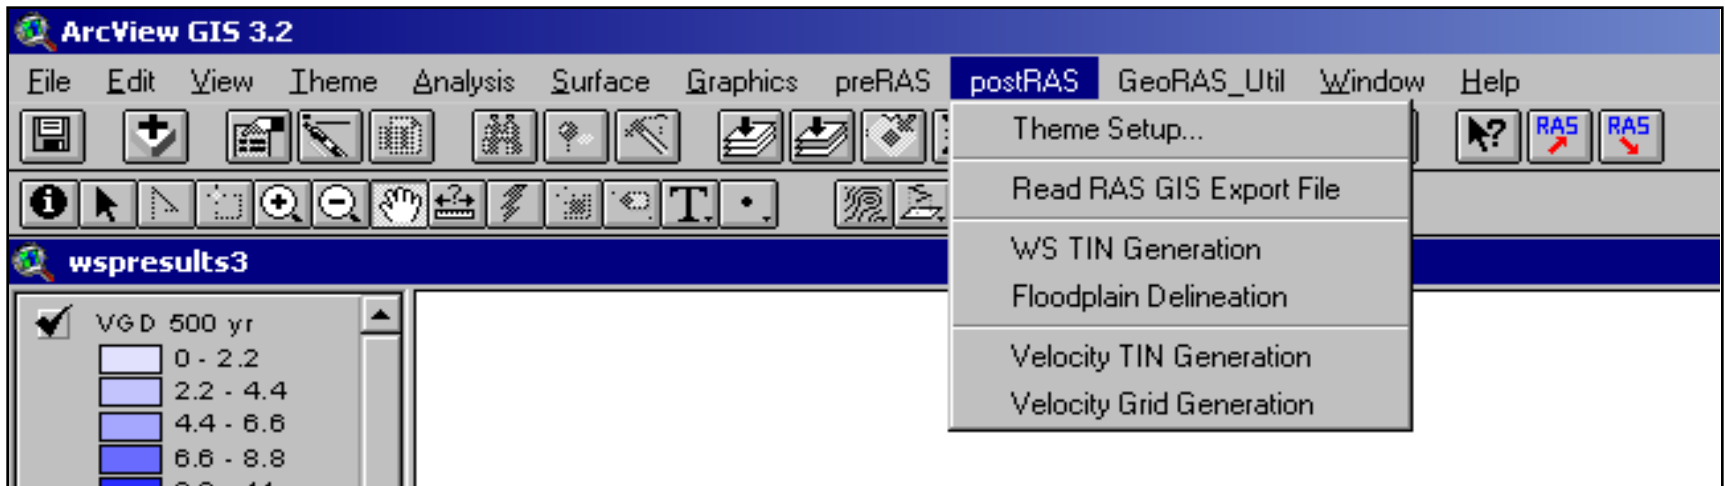 ArcView GIS 3.2
File Edit View Theme Analysis Surface Graphics preRAS postRAS GeoRAS_Util Window Help
Theme Setup...
RAS RAS
Read RAS GIS Export File
T
wspresults3
WS TIN Generation
Floodplain Delineation
Velocity TIN Generation
Velocity Grid Generation
VGD 500 yr
0 - 2.2
2.2 - 4.4
4.4 - 6.6
6.6 - 8.8